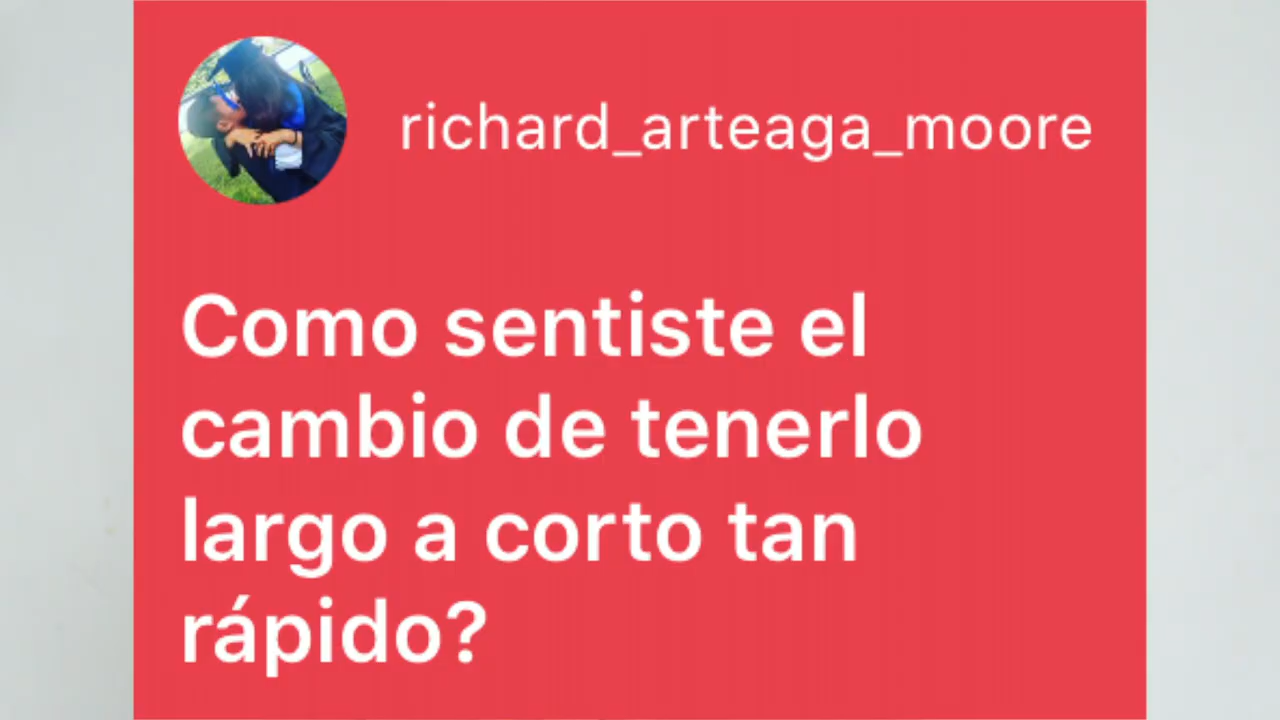 richard_arteaga_moore
Como sentiste el
cambio de tenerlo
largo a corto tan
rápido?